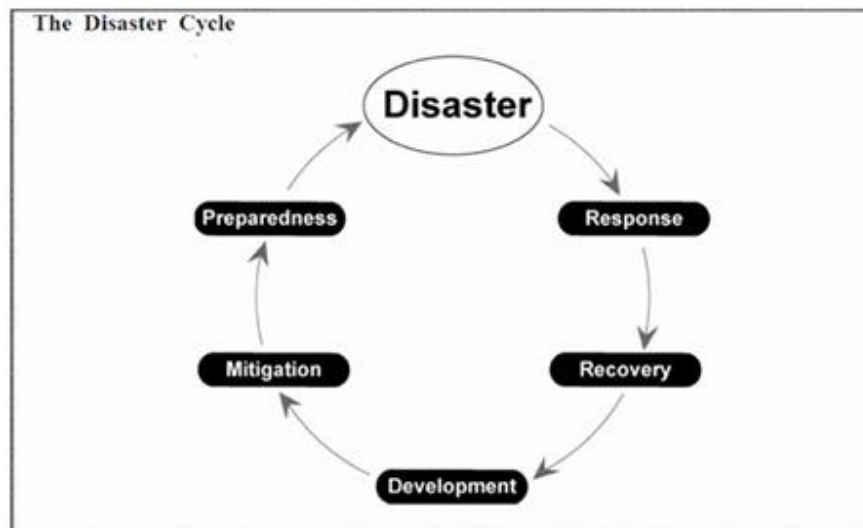 The Disaster Cycle
Disaster
Preparedness
Response
Mitigation
Recovery
Development